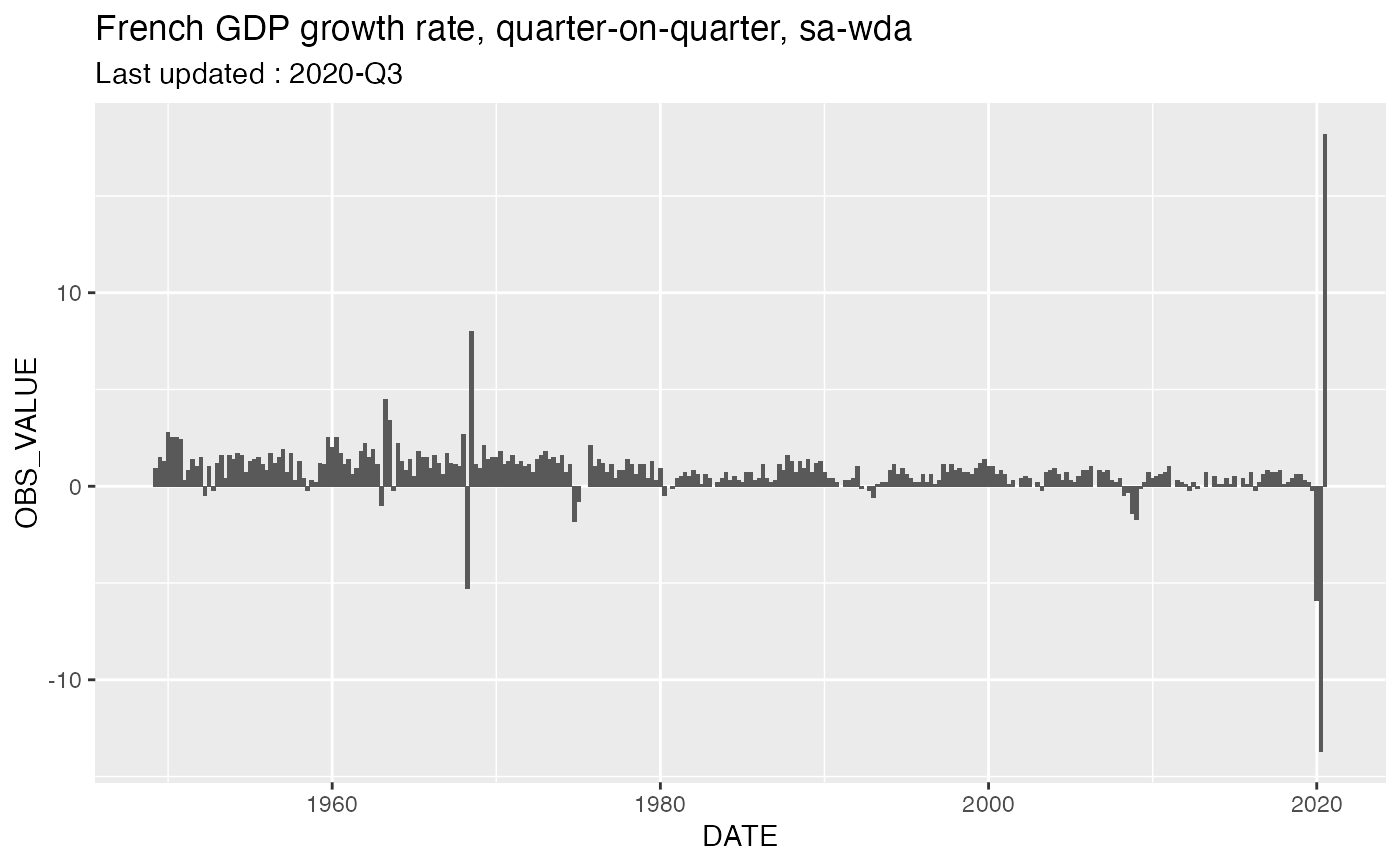 French GDP growth rate, quarter-on-quarter, sa-wda
Last updated : 2020-Q3
OBS_VALUE
10
0
-10
1960
1980
2000
2020
DATE